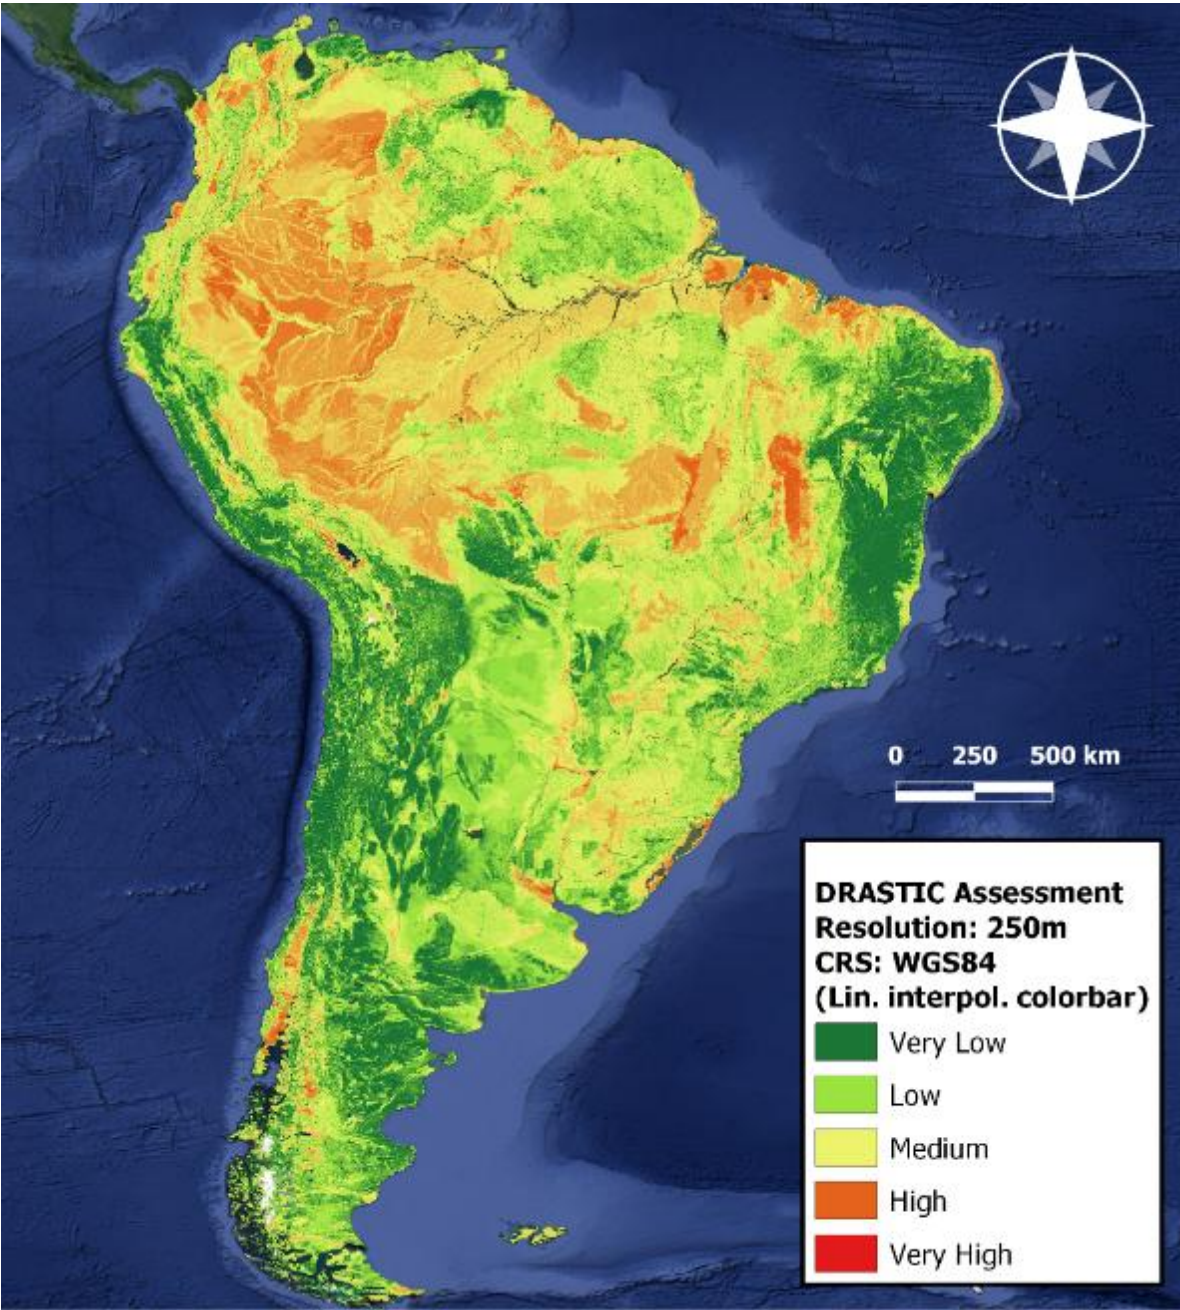 0 250 500 km
DRASTIC Assessment
Resolution: 250m
CRS: WGS84
(Lin. interpol. colorbar)
Very Low
Low
Medium
High
Very High